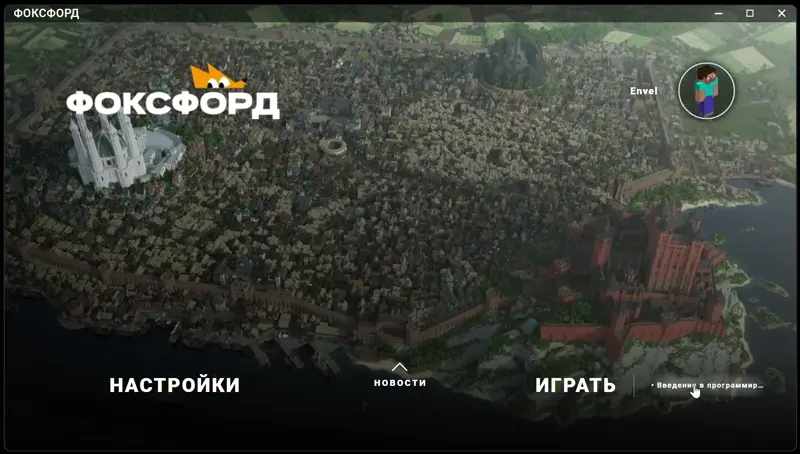 ФОКСФОРД
ФОКСФОРД
Envel
НАСТРОЙКИ
НОВОСТИ
ИГРАТЬ
• Введение в программир...